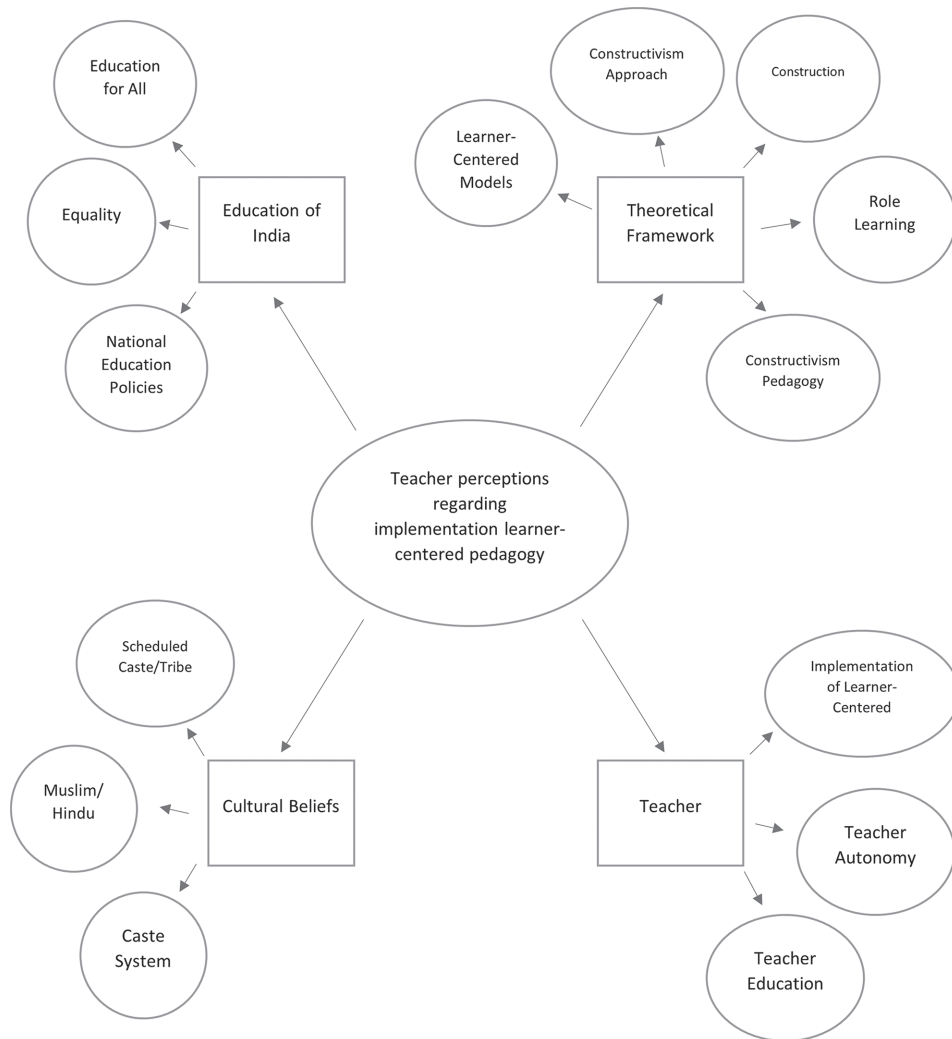 Education
for All
Equality
National
Education
Policies
Education of
India
Constructivism
Approach
Construction
Learner-
Centered
Models
Theoretical
Framework
Role
Learning
Constructivism
Pedagogy
Teacher perceptions
regarding
implementation learner-
centered pedagogy
Scheduled
Caste/Tribe
Muslim/
Hindu
Caste
System
Cultural Beliefs
Implementation
of Learner-
Centered
Teacher
Teacher
Autonomy
Teacher
Education